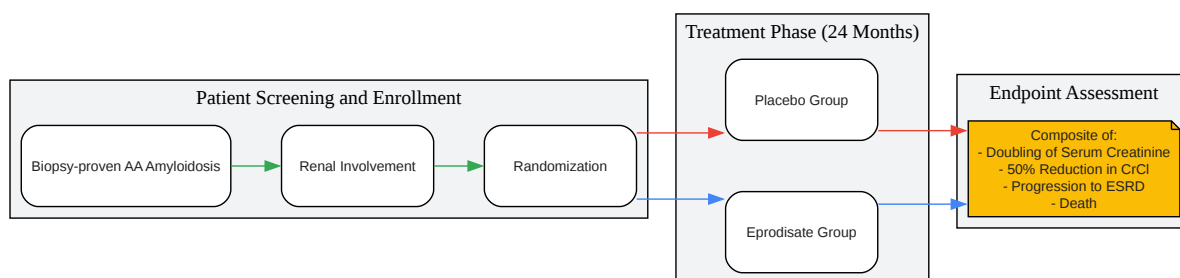 Patient Screening and Enrollment
Biopsy-proven AA Amyloidosis
Renal Involvement
Randomization
Treatment Phase (24 Months)
Placebo Group
Eprodisate Group
Endpoint Assessment
Composite of:
- Doubling of Serum Creatinine
- 50% Reduction in CrCl
- Progression to ESRD
- Death